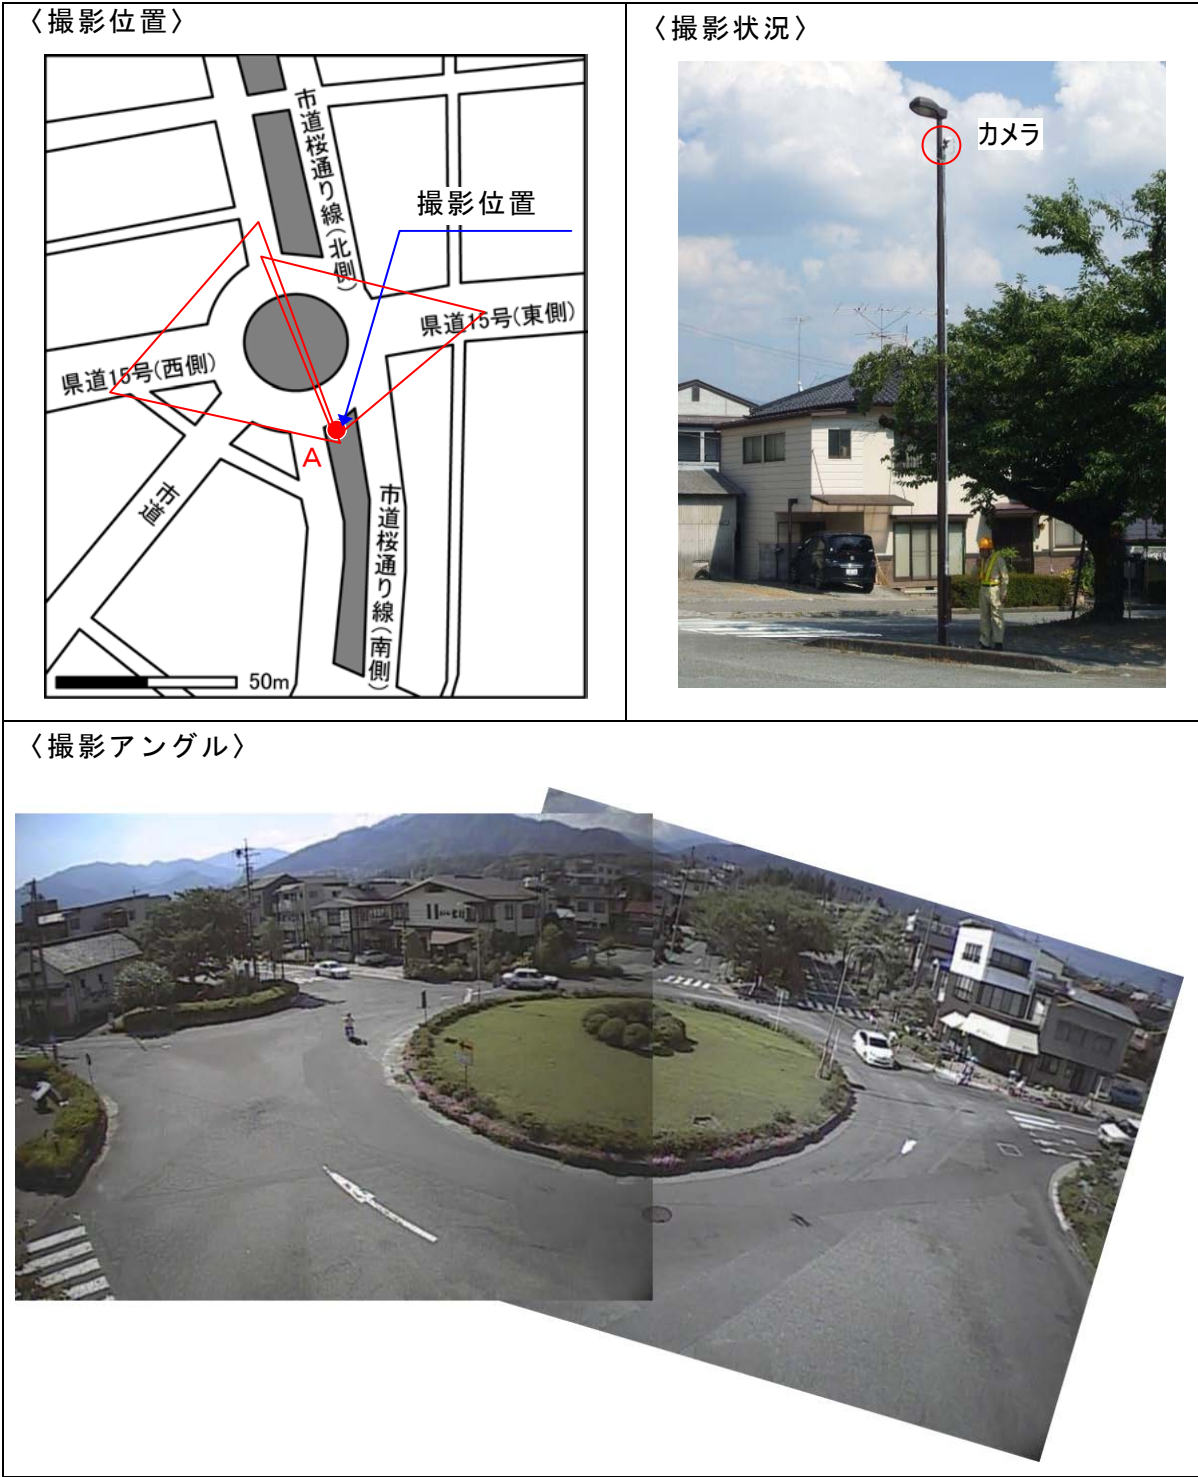 〈撮影位置〉
市道桜通り線(北側)
撮影位置
県道15号(東側)
県道15号(西側)
A
市道
市道桜通り線(南側)
50m
〈撮影状況〉
カメラ
〈撮影アングル〉